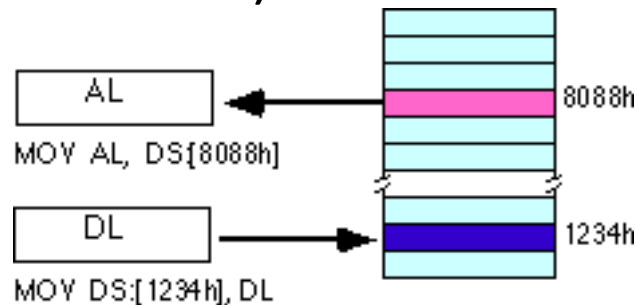 AL
8088h
MOV AL, DS:[8088h]
DL
1234h
MOV DS:[1234h], DL